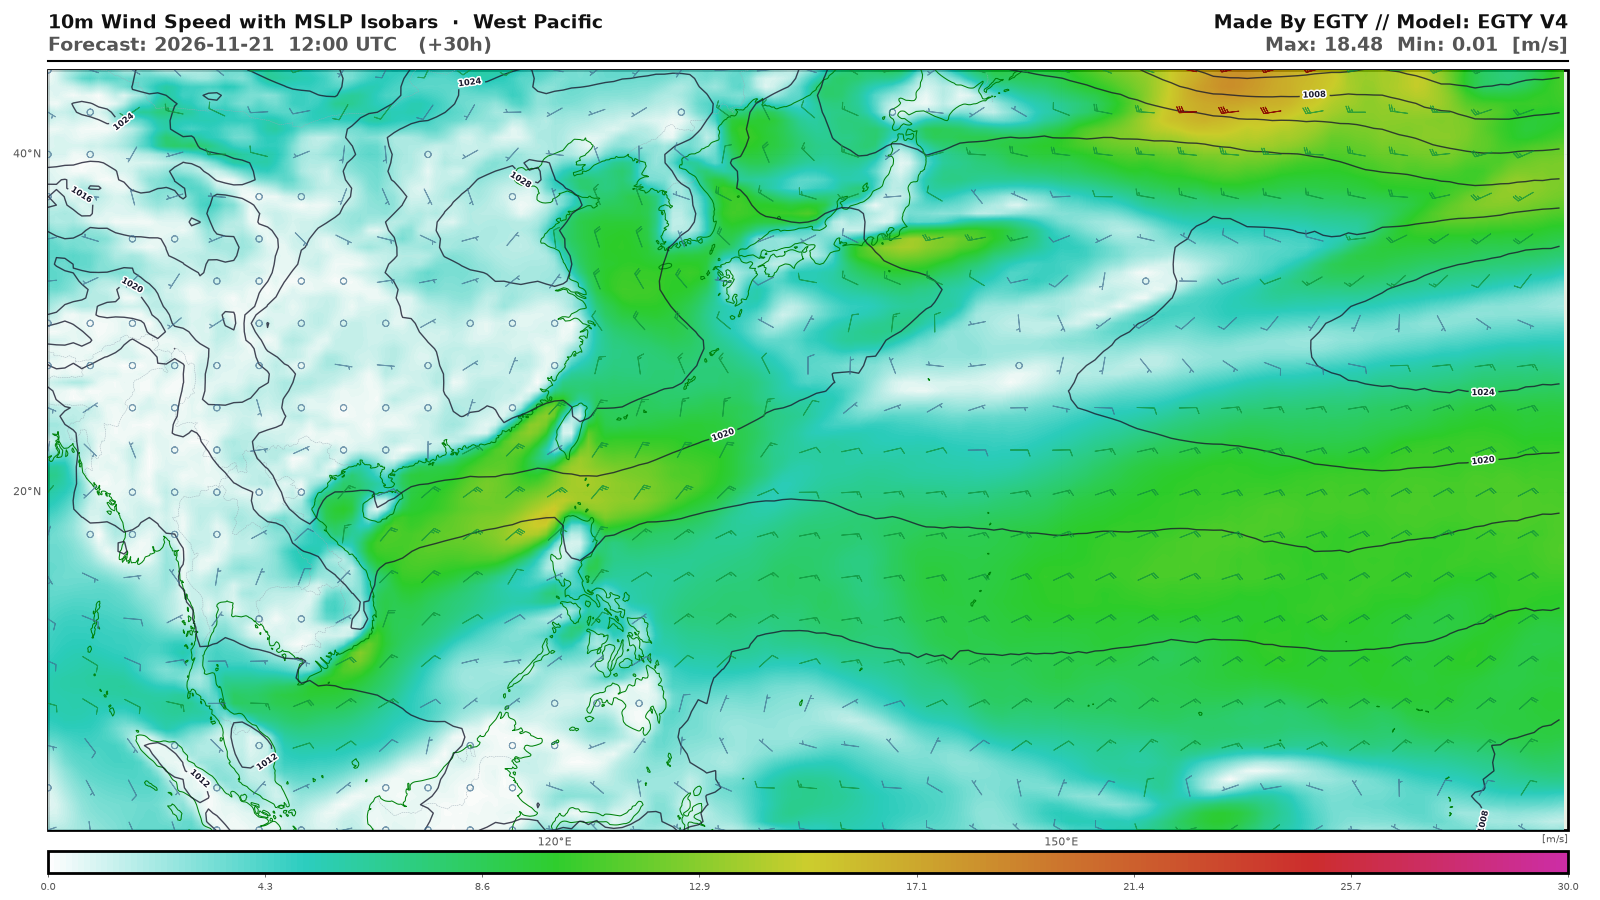 10m Wind Speed with MSLP Isobars · West Pacific
Made By EGTY // Model: EGTY V4
Forecast: 2026-11-21 12:00 UTC (+30h)
Max: 18.48 Min: 0.01 [m/s]
1024
1008
1024
40°N
1028
1016
1020
1024
1020
1020
20°N
1012
1012
1008
120°E
150°E
[m/s]
0.0
4.3
8.6
12.9
17.1
21.4
25.7
30.0